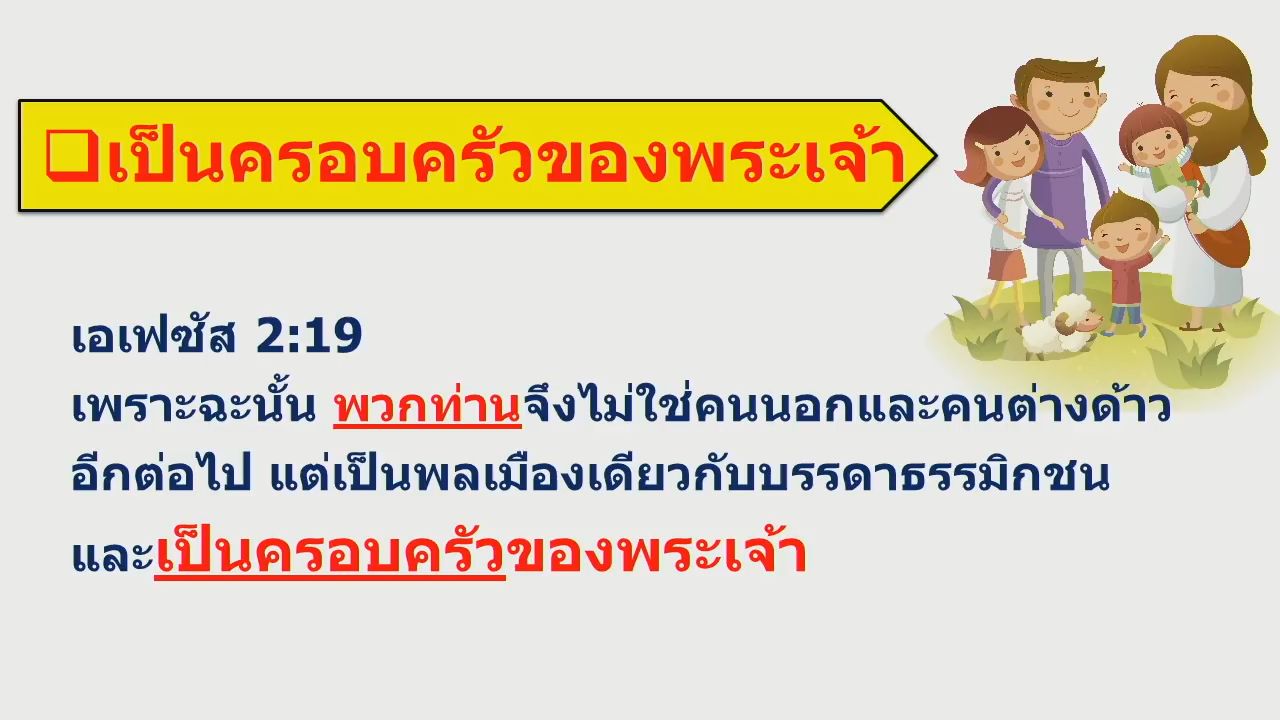 ❑เป็นครอบครัวของพระเจ้า
เอเฟซัส 2:19
เพราะฉะนั้น พวกท่านจึงไม่ใช่คนนอกและคนต่างด้าว
อีกต่อไป แต่เป็นพลเมืองเดียวกับบรรดาธรรมิกชน
และเป็นครอบครัวของพระเจ้า